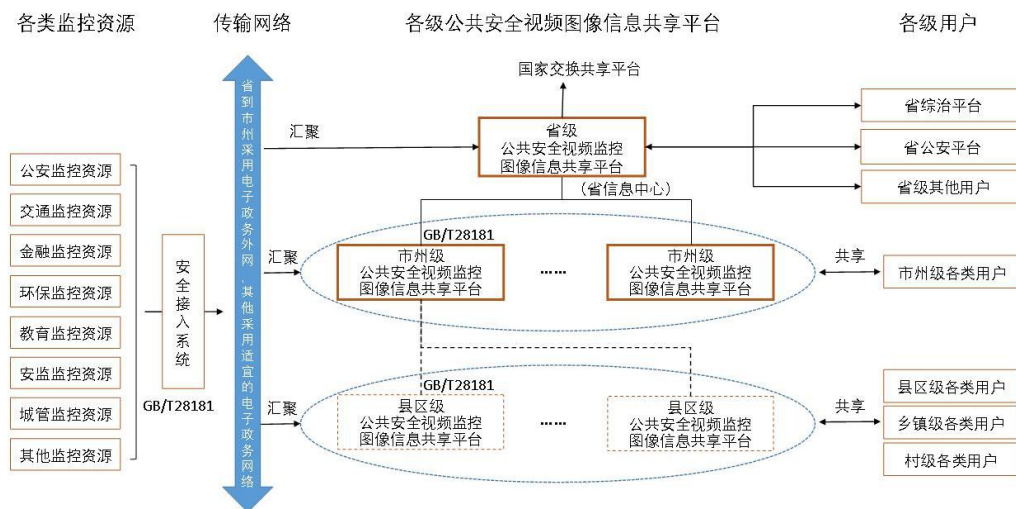 各类监控资源
传输网络
各级公共安全视频图像信息共享平台
各级用户
公安监控资源
交通监控资源
金融监控资源
环保监控资源
教育监控资源
安监监控资源
城管监控资源
其他监控资源
GB/T28181
安全接入系统
省到市州采用电子政务外网,其他采用适宜的电子政务网络
国家交换共享平台
汇聚
省级
公共安全视频监控
图像信息共享平台
(省信息中心)
省综治平台
省公安平台
省级其他用户
汇聚
GB/T28181
市州级
公共安全视频监控
图像信息共享平台
......
市州级
公共安全视频监控
图像信息共享平台
共享
市州级各类用户
汇聚
GB/T28181
县区级
公共安全视频监控
图像信息共享平台
......
县区级
公共安全视频监控
图像信息共享平台
共享
县区级各类用户
乡镇级各类用户
村级各类用户